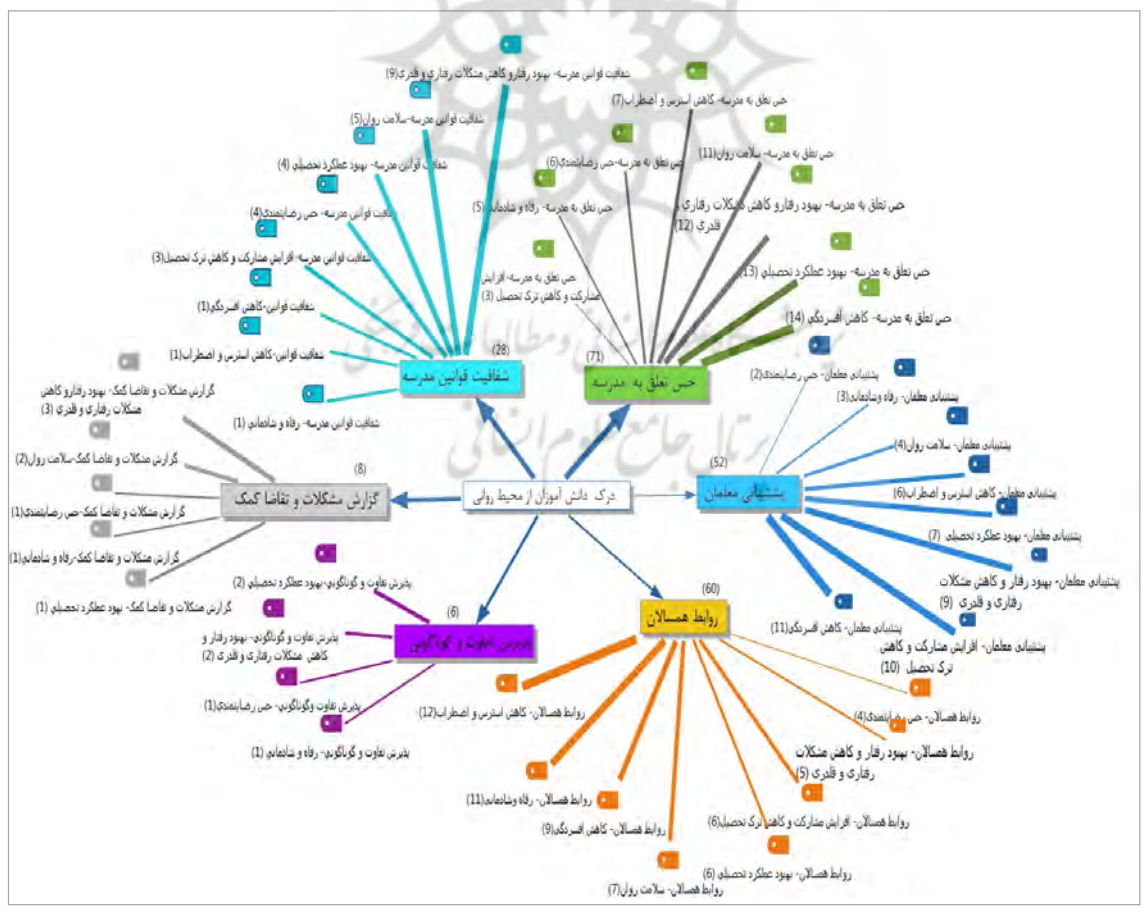 شفافیت قوانین مدرسه- بهبود رفتارو کاهش مشکلات رفتاری و قلدری(9)
شفافیت قوانین مدرسه-سلامت روان(5)
شفافیت قوانین مدرسه- بهبود عملکرد تحصیلی (4)
شفافیت قوانین مدرسه- حس رضایتمندی(4)
شفافیت قوانین مدرسه- افزایش مشارکت و کاهش ترک تحصیل(3)
شفافیت قوانین-کاهش افسردگی(1)
شفافیت قوانین-کاهش استرس و اضطراب(1)
شفافیت قوانین مدرسه- رفاه و شادمانی (1)
(28)
شفافیت قوانین مدرسه
حس تعلق به مدرسه- کاهش استرس و اضطراب(7)
حس تعلق به مدرسه- سلامت روان(11)
حس تعلق به مدرسه-حس رضایتمندی(6)
حس تعلق به مدرسه- بهبود رفتارو کاهش مشکلات رفتاری و
قلدری (12)
حس تعلق به مدرسه- رفاه و شادمانی(5)
حس تعلق به مدرسه- بهبود عملکرد تحصیلی (13)
حس تعلق به مدرسه-افزایش
مشارکت و کاهش ترک تحصیل (3)
حس تعلق به مدرسه- کاهش افسردگی (14)
(71)
حس تعلق به مدرسه
پشتیبانی معلمان- حس رضایتمندی(2)
پشتیبانی معلمان- رفاه وشادمانی(3)
پشتیبانی معلمان- سلامت روان(4)
پشتیبانی معلمان- کاهش استرس و اضطراب(6)
پشتیبانی معلمان- بهبود عملکرد تحصیلی (7)
پشتیبانی معلمان- بهبود رفتار و کاهش مشکلات
رفتاری و قلدری (9)
پشتیبانی معلمان- کاهش افسردگی(11)
پشتیبانی معلمان- افزایش مشارکت و کاهش
ترک تحصیل (10)
(52)
پشتیبانی معلمان
پرتال جامع علوم انسانی
درک دانش آموزان از محیط روانی
گزارش مشکلات و تقاضا کمک- بهبود رفتارو کاهش
مشکلات رفتاری و قلدری (3)
گزارش مشکلات و تقاضا کمک-سلامت روان(2)
گزارش مشکلات و تقاضا کمک-حس رضایتمندی(1)
گزارش مشکلات و تقاضا کمک-رفاه و شادمانی(1)
گزارش مشکلات و تقاضا کمک- بهود عملکرد تحصیلی (1)
(8)
گزارش مشکلات و تقاضا کمک
(6)
پذیرش تفاوت و گوناگونی
پذیرش تفاوت و گوناگونی-بهبود عملکرد تحصیلی (2)
پذیرش تفاوت و گوناگونی- بهبود رفتار و
کاهش مشکلات رفتاری و قلدری (2)
پذیرش تفاوت وگوناگونی- حس رضایتمندی(1)
پذیرش تفاوت و گوناگونی- رفاه و شادمانی (1)
(60)
روابط همسالان
روابط همسالان- حس رضایتمندی(4)
روابط همسالان- بهبود رفتار و کاهش مشکلات
رفتاری و قلدری (5)
روابط همسالان- افزایش مشارکت و کاهش ترک تحصیل(6)
روابط همسالان- بهبود عملکرد تحصیلی (6)
روابط همسالان- سلامت روان(7)
روابط همسالان- کاهش افسردگی(9)
روابط همسالان- رفاه وشادمانی(11)
روابط همسالان- کاهش استرس و اضطراب(12)